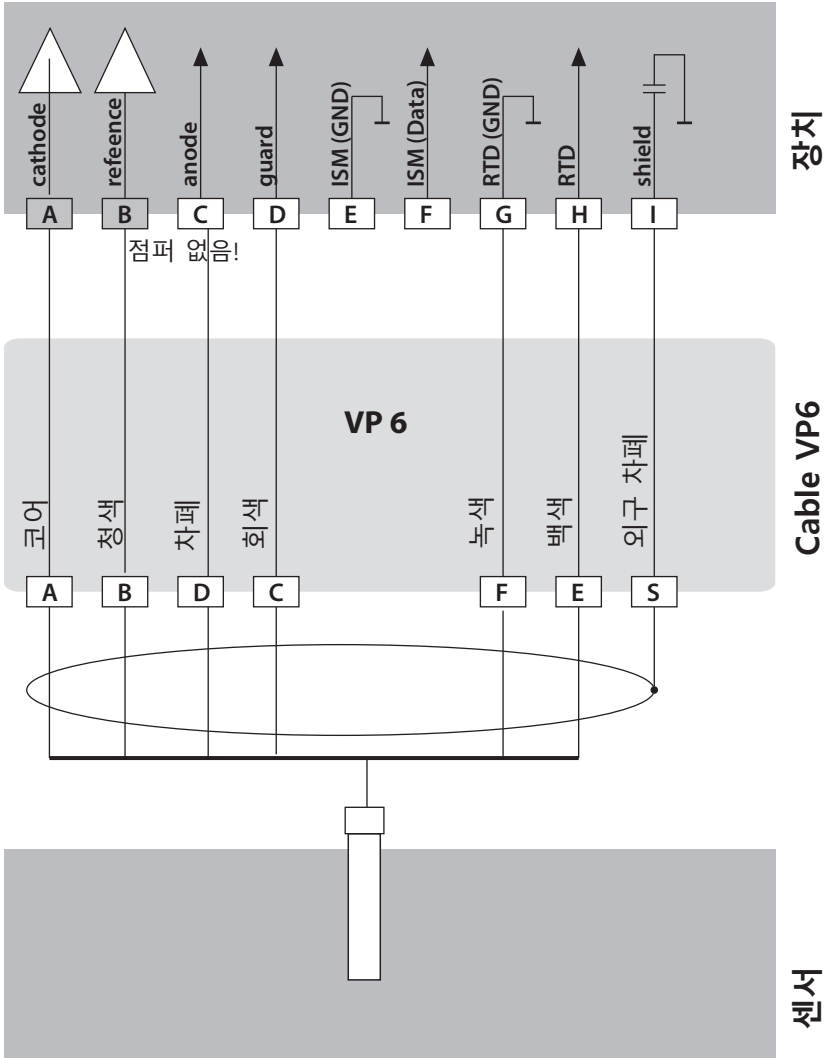 cathode
refeence
anode
guard
ISM (GND)
ISM (Data)
RTD (GND)
RTD
shield
장치
A B C D E F G H I
점퍼 없음!
VP 6
Cable VP6
코어
청색
차폐
회색
녹색
백색
외구 차폐
A B D C F E S
센서